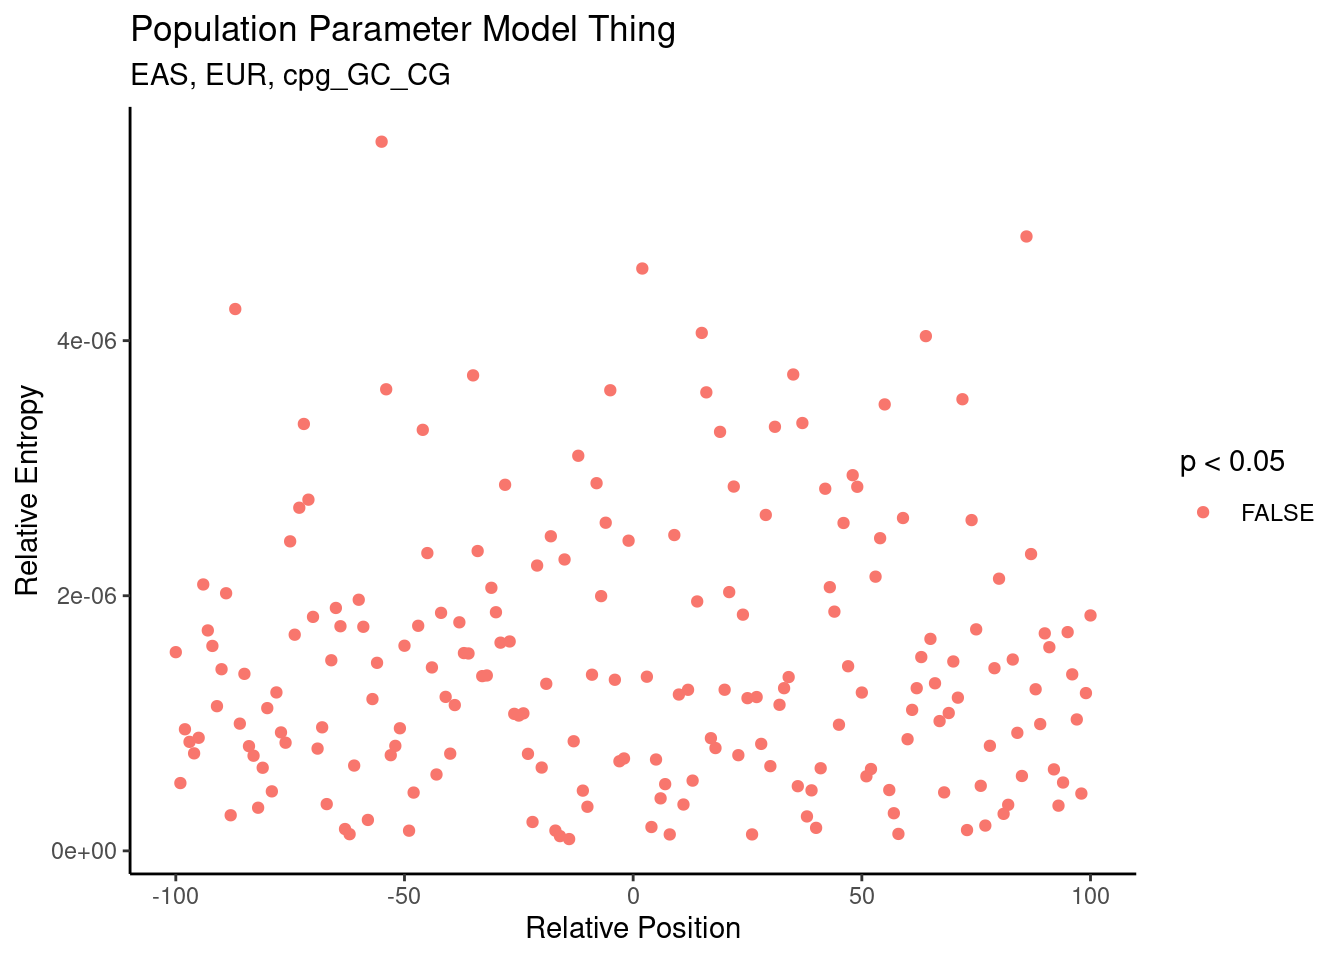 Population Parameter Model Thing
EAS, EUR, cpg_GC_CG
Relative Entropy
4e-06
2e-06
0e+00
-100
-50
0
50
100
Relative Position
p < 0.05
FALSE